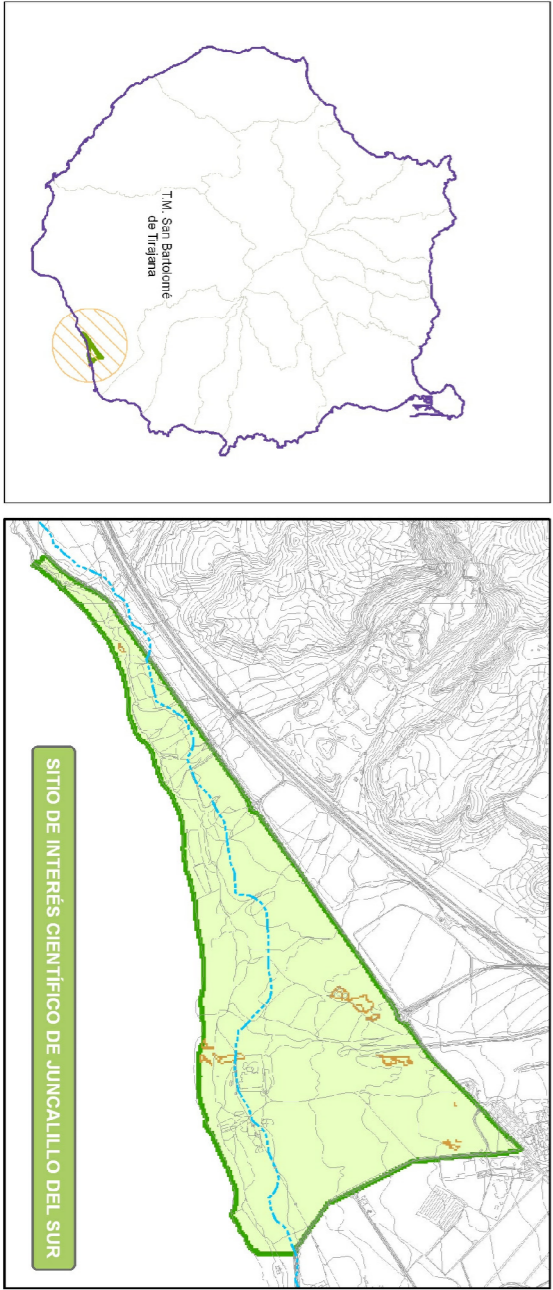 T.M. San Bartolomé
de Tirajana
SITIO DE INTERÉS CIENTÍFICO DE JUNCALILLO DEL SUR